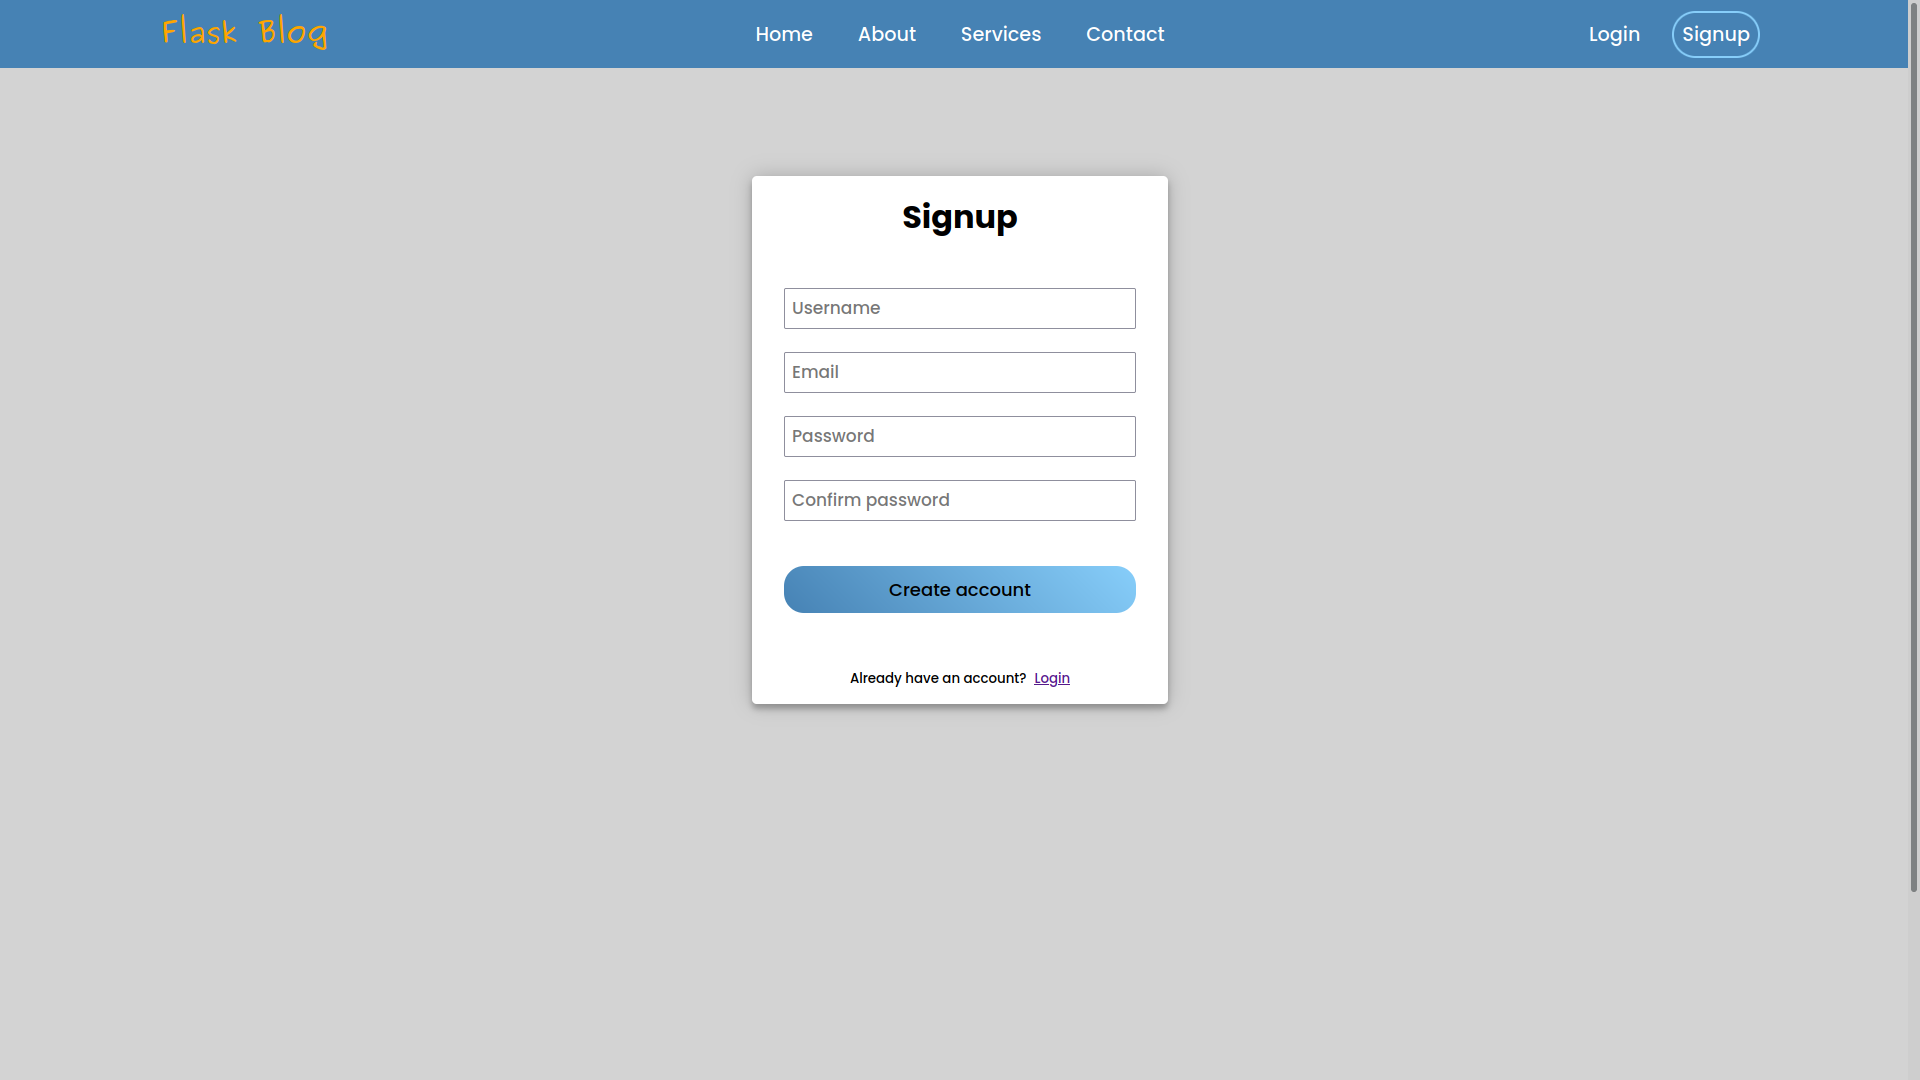 Flask Blog
Home About Services Contact
Login Signup
Signup
Username
Email
Password
Confirm password
Create account
Already have an account? Login